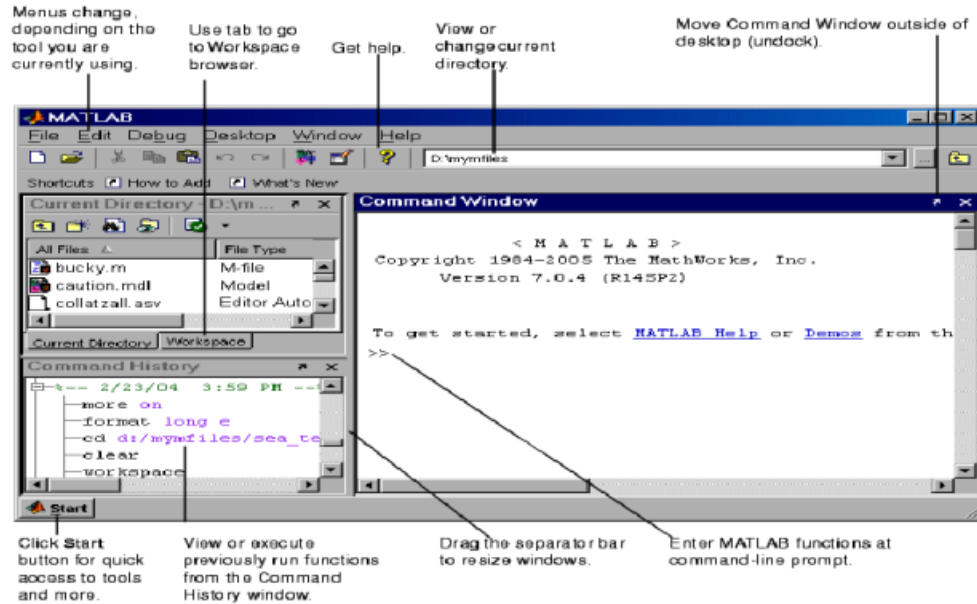 Menus change,
depending on the
tool you are
currently using.
Use tab to go
to Workspace
browser.
Get help.
View or
change current
directory.
Move Command Window outside of
desktop (undock).
MATLAB
File Edit Debug Desktop Window Help
D:\mymfiles
Shortcuts How to Add What's New
Current Directory - D:\m ...
All Files File Type
bucky.m M-file
caution.mdl Model
collatzall.asv Editor Auto
Current Directory Workspace
Command History
%-- 2/23/04 3:59 PM --
more on
format long e
cd d:/mymfiles/sea_te
clear
workspace
Start
Command Window
< M A T L A B >
Copyright 1984-2005 The MathWorks, Inc.
Version 7.0.4 (R14SP2)
To get started, select MATLAB Help or Demos from th
>>
Click Start
button for quick
access to tools
and more.
View or execute
previously run functions
from the Command
History window.
Drag the separator bar
to resize windows.
Enter MATLAB functions at
command-line prompt.